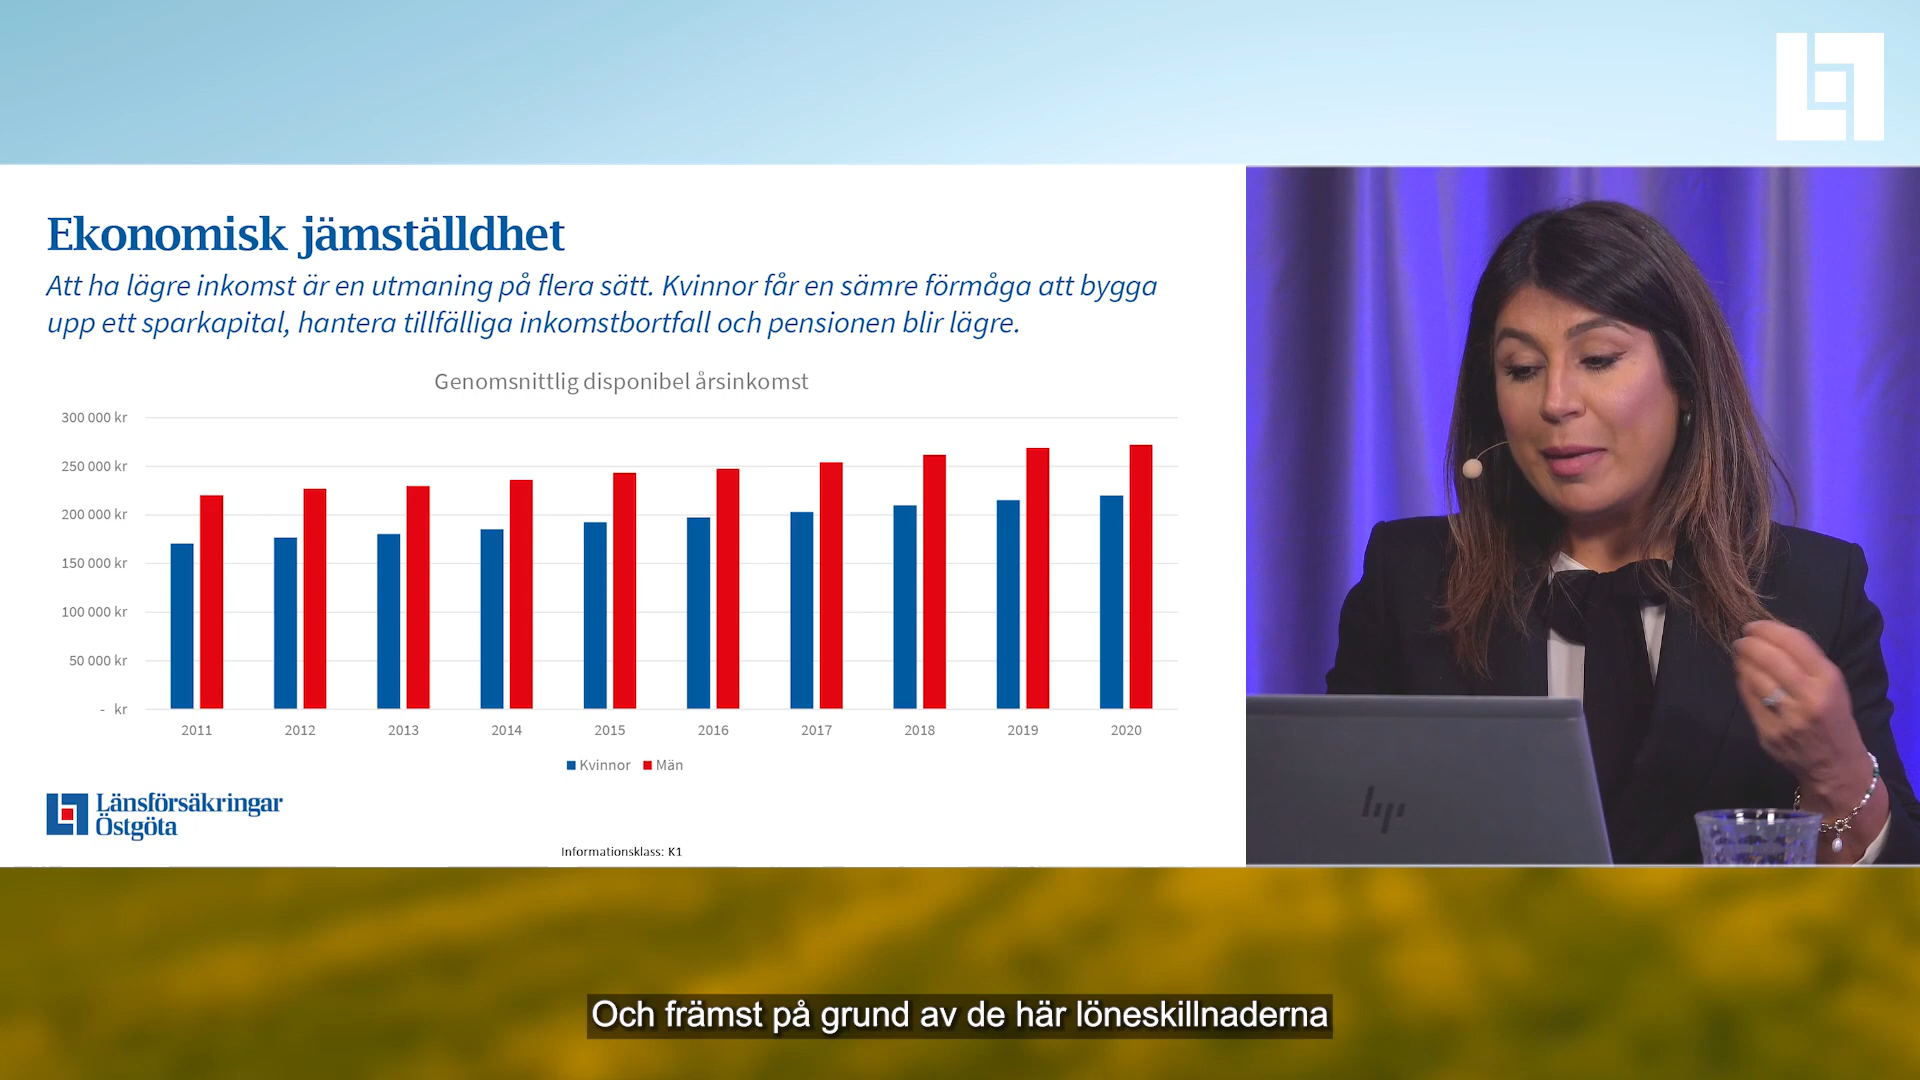 Ekonomisk jämställdhet
Att ha lägre inkomst är en utmaning på flera sätt. Kvinnor får en sämre förmåga att bygga
upp ett sparkapital, hantera tillfälliga inkomstbortfall och pensionen blir lägre.
Genomsnittlig disponibel årsinkomst
300 000 kr
250 000 kr
200 000 kr
150 000 kr
100 000 kr
50 000 kr
- kr
2011 2012 2013 2014 2015 2016 2017 2018 2019 2020
Kvinnor Män
Länsförsäkringar
Östgöta
Informationsklass: K1
hp
Och främst på grund av de här löneskillnaderna